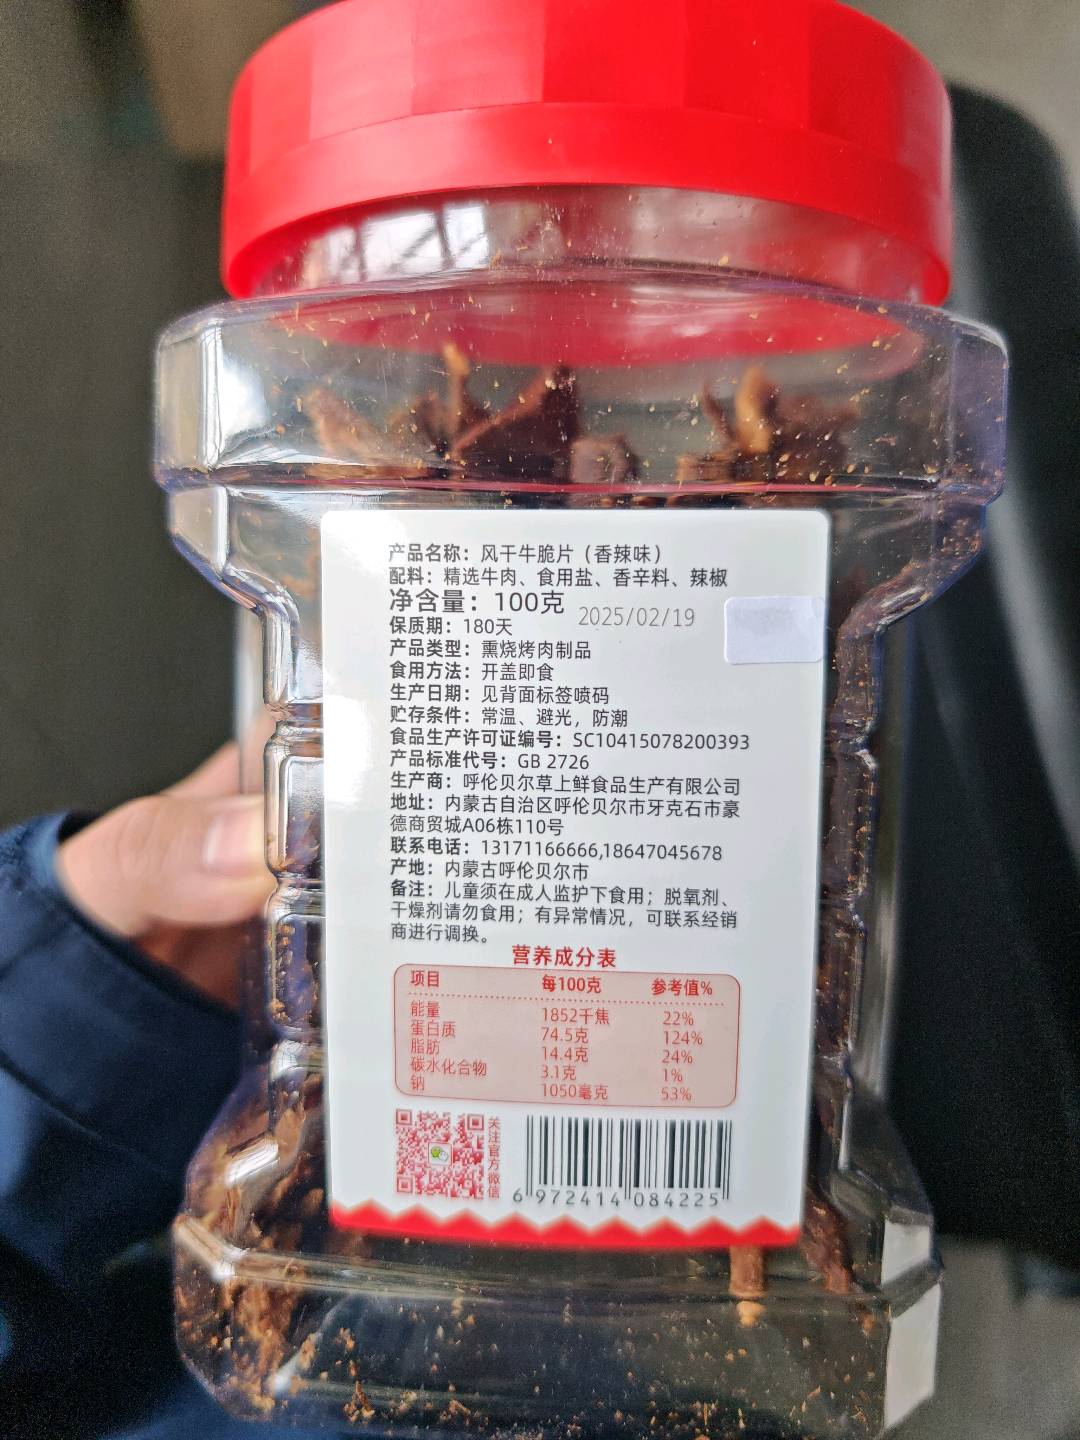 产品名称：风干牛脆片（香辣味）
配料：精选牛肉、食用盐、香辛料、辣椒
净含量：100克
2025/02/19
保质期：180天
产品类型：熏烧烤肉制品
食用方法：开盖即食
生产日期：见背面标签喷码
贮存条件：常温、避光，防潮
食品生产许可证编号：SC10415078200393
产品标准代号：GB 2726
生产商：呼伦贝尔草上鲜食品生产有限公司
地址：内蒙古自治区呼伦贝尔市牙克石市豪
德商贸城A06栋110号
联系电话：13171166666,18647045678
产地：内蒙古呼伦贝尔市
备注：儿童须在成人监护下食用；脱氧剂、
干燥剂请勿食用；有异常情况，可联系经销
商进行调换。
营养成分表
项目 每100克 参考值%
能量 1852千焦 22%
蛋白质 74.5克 124%
脂肪 14.4克 24%
碳水化合物 3.1克 1%
钠 1050毫克 53%
关注官方微信
6 972414 084225